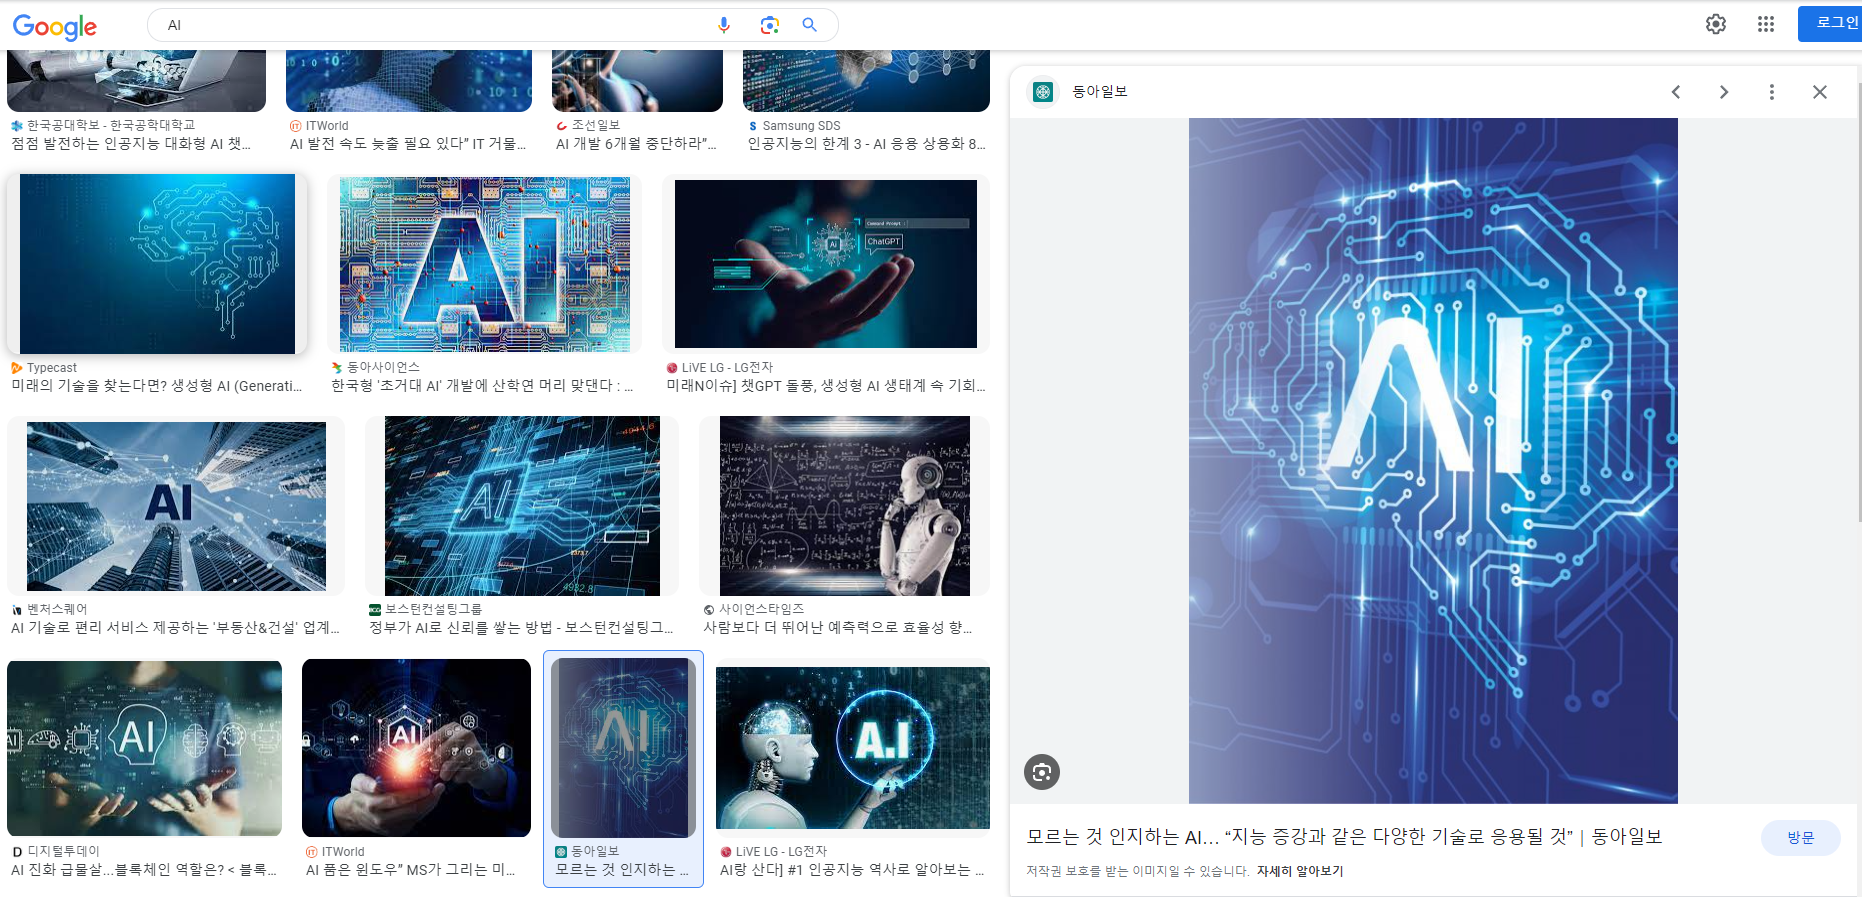 Google
AI
로그인
한국공대학보 - 한국공학대학교
점점 발전하는 인공지능 대화형 AI 챗...
ITWorld
AI 발전 속도 늦출 필요 있다” IT 거물...
조선일보
AI 개발 6개월 중단하라”...
Samsung SDS
인공지능의 한계 3 - AI 응용 상용화 8...
AI
Command Prompt :
Ai
ChatGPT
Typecast
미래의 기술을 찾는다면? 생성형 AI (Generati...
동아사이언스
한국형 '초거대 AI' 개발에 산학연 머리 맞댄다 : ...
LiVE LG - LG전자
미래N이슈] 챗GPT 돌풍, 생성형 AI 생태계 속 기회...
AI
AI
4932.8
벤처스퀘어
AI 기술로 편리 서비스 제공하는 '부동산&건설' 업계...
보스턴컨설팅그룹
정부가 AI로 신뢰를 쌓는 방법 - 보스턴컨설팅그...
사이언스타임즈
사람보다 더 뛰어난 예측력으로 효율성 향...
AI
AI
AI
AI
A.I
디지털투데이
AI 진화 급물살...블록체인 역할은? < 블록...
ITWorld
AI 품은 윈도우” MS가 그리는 미...
동아일보
모르는 것 인지하는 ...
LiVE LG - LG전자
AI랑 산다] #1 인공지능 역사로 알아보는 ...
동아일보
AI
모르는 것 인지하는 AI… “지능 증강과 같은 다양한 기술로 응용될 것”｜동아일보
방문
저작권 보호를 받는 이미지일 수 있습니다. 자세히 알아보기